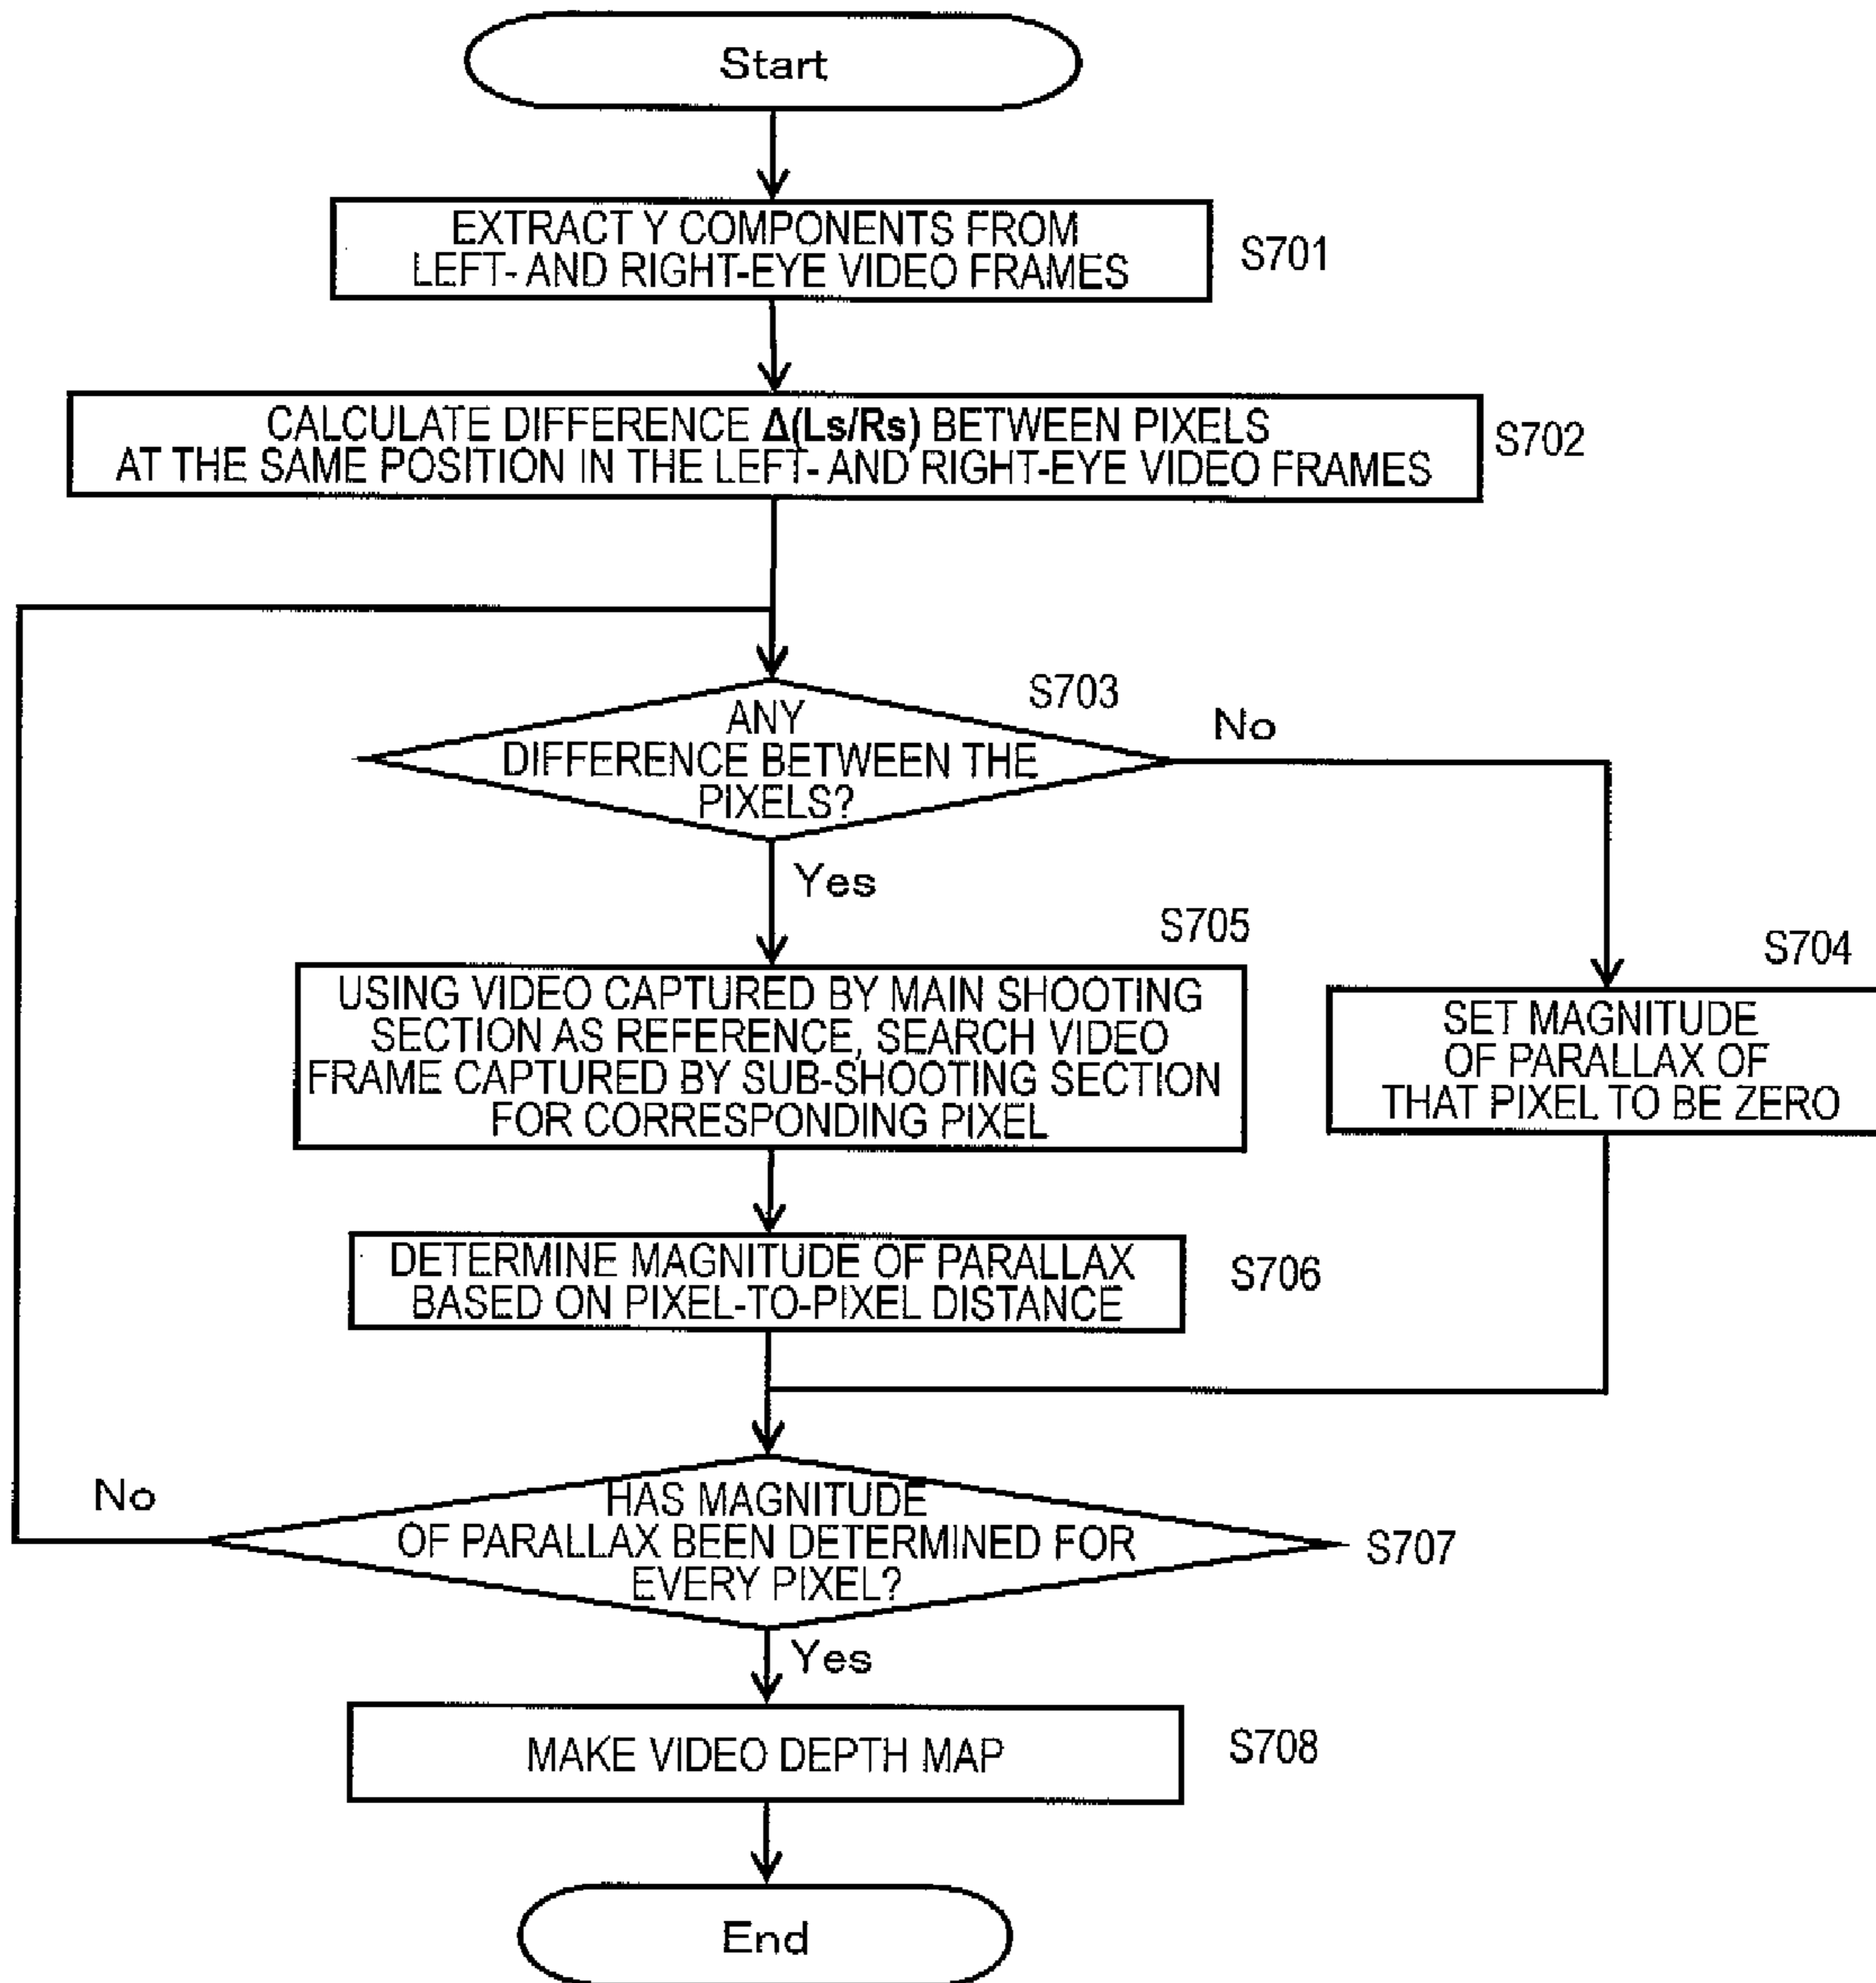 Start
EXTRACT Y COMPONENTS FROM
LEFT- AND RIGHT-EYE VIDEO FRAMES
S701
CALCULATE DIFFERENCE Δ(Ls/Rs) BETWEEN PIXELS
AT THE SAME POSITION IN THE LEFT- AND RIGHT-EYE VIDEO FRAMES
S702
S703
ANY
DIFFERENCE BETWEEN THE
PIXELS?
No
Yes
S705
USING VIDEO CAPTURED BY MAIN SHOOTING
SECTION AS REFERENCE, SEARCH VIDEO
FRAME CAPTURED BY SUB-SHOOTING SECTION
FOR CORRESPONDING PIXEL
S704
SET MAGNITUDE
OF PARALLAX OF
THAT PIXEL TO BE ZERO
DETERMINE MAGNITUDE OF PARALLAX
BASED ON PIXEL-TO-PIXEL DISTANCE
S706
No
HAS MAGNITUDE
OF PARALLAX BEEN DETERMINED FOR
EVERY PIXEL?
S707
Yes
MAKE VIDEO DEPTH MAP
S708
End